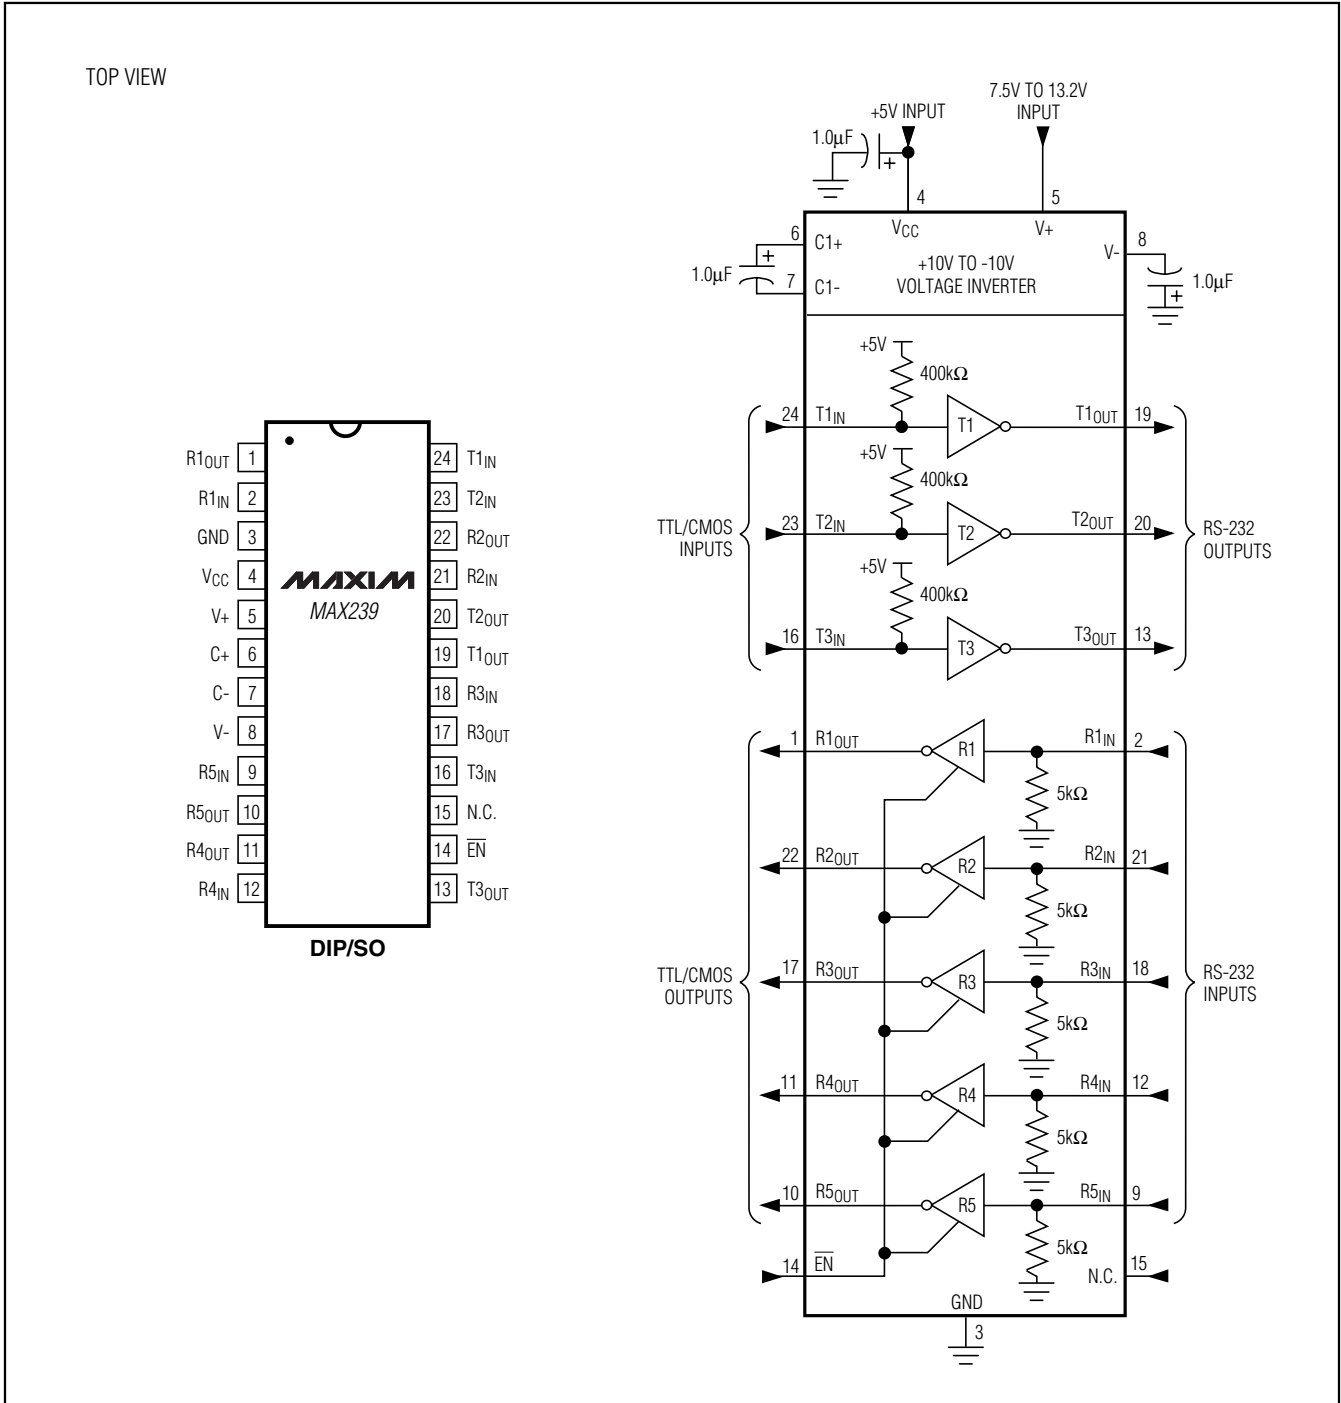 TOP VIEW
R1OUT 1
R1IN 2
GND 3
VCC 4
V+ 5
C+ 6
C- 7
V- 8
R5IN 9
R5OUT 10
R4OUT 11
R4IN 12
MAXIM
MAX239
24 T1IN
23 T2IN
22 R2OUT
21 R2IN
20 T2OUT
19 T1OUT
18 R3IN
17 R3OUT
16 T3IN
15 N.C.
14 EN
13 T3OUT
DIP/SO
+5V INPUT
7.5V TO 13.2V
INPUT
1.0μF
+
4
5
VCC
V+
6
C1+
+
1.0μF
7
C1-
+10V TO -10V
VOLTAGE INVERTER
V-
8
1.0μF
+
+5V
400kΩ
24 T1IN
T1
T1OUT 19
+5V
400kΩ
23 T2IN
T2
T2OUT 20
+5V
400kΩ
16 T3IN
T3
T3OUT 13
TTL/CMOS
INPUTS
RS-232
OUTPUTS
1 R1OUT
R1
R1IN 2
5kΩ
22 R2OUT
R2
R2IN 21
5kΩ
17 R3OUT
R3
R3IN 18
5kΩ
TTL/CMOS
OUTPUTS
RS-232
INPUTS
11 R4OUT
R4
R4IN 12
5kΩ
10 R5OUT
R5
R5IN 9
5kΩ
14 EN
N.C. 15
GND
3